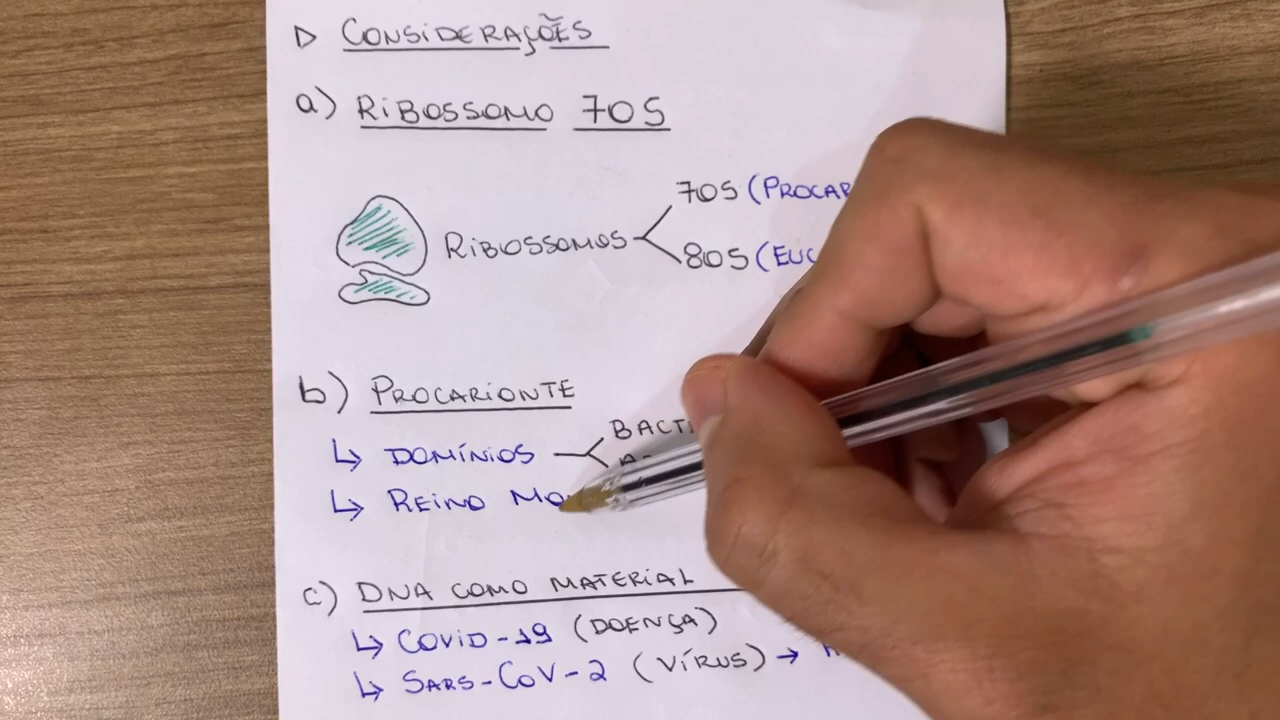 CONSIDERAÇÕES
a) RIBOSSOMO 70S
70S (PROCAR
RIBOSSOMOS
80S (EUC
b) PROCARIONTE
BACT
↳ DOMÍNIOS
↳ REINO MO
c) DNA COMO MATERIAL
↳ COVID-19 (DOENÇA)
↳ SARS-COV-2 (VÍRUS) →